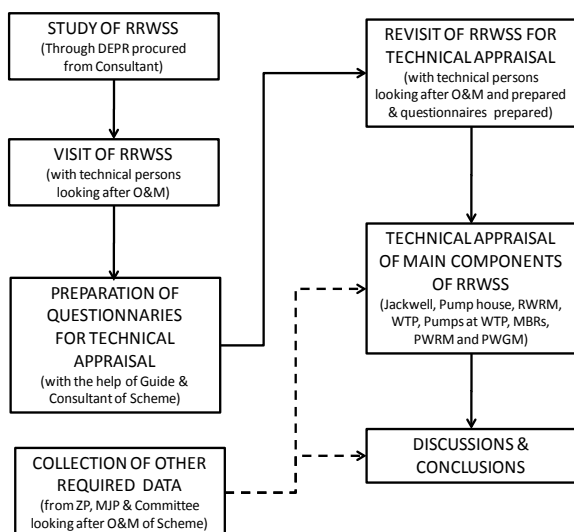 STUDY OF RRWSS
(Through DEPR procured
from Consultant)
VISIT OF RRWSS
(with technical persons
looking after O&M)
PREPARATION OF
QUESTIONNARIES
FOR TECHNICAL
APPRAISAL
(with the help of Guide &
Consultant of Scheme)
COLLECTION OF OTHER
REQUIRED DATA
(from ZP, MJP & Committee
looking after O&M of Scheme)
REVISIT OF RRWSS FOR
TECHNICAL APPRAISAL
(with technical persons
looking after O&M and prepared
& questionnaires prepared)
TECHNICAL APPRAISAL
OF MAIN COMPONENTS
OF RRWSS
(Jackwell, Pump house, RWRM,
WTP, Pumps at WTP, MBRs,
PWRM and PWGM)
DISCUSSIONS &
CONCLUSIONS